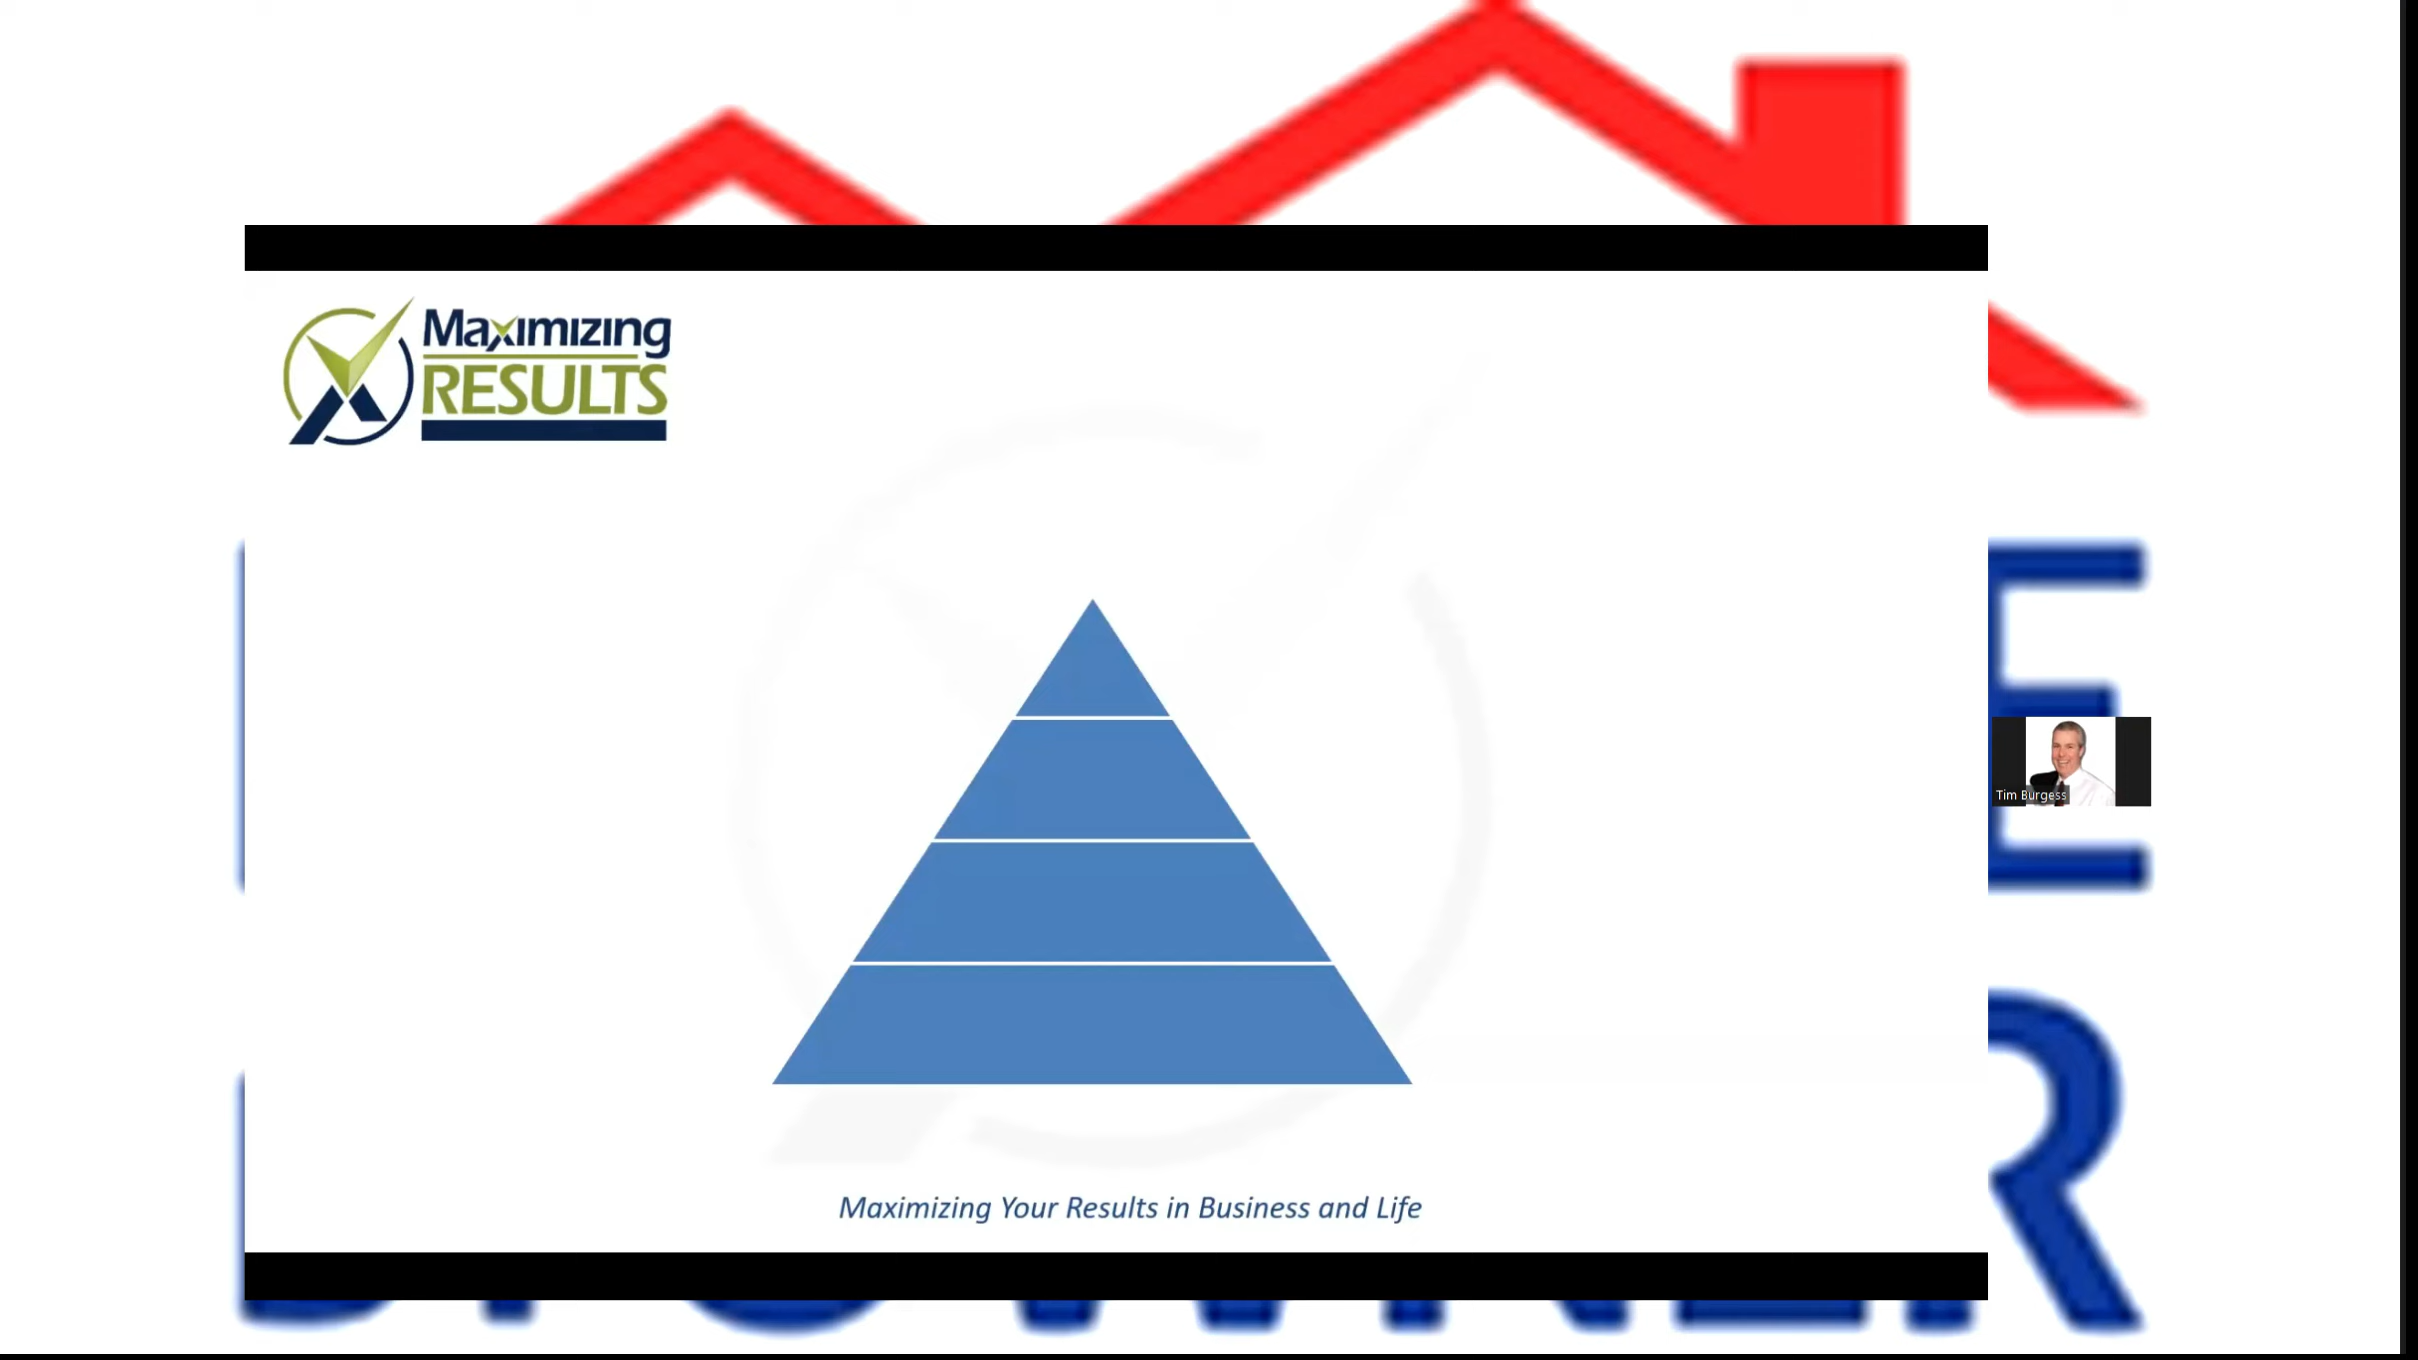 Maximizing
RESULTS
E
Tim Burgess
R
Maximizing Your Results in Business and Life